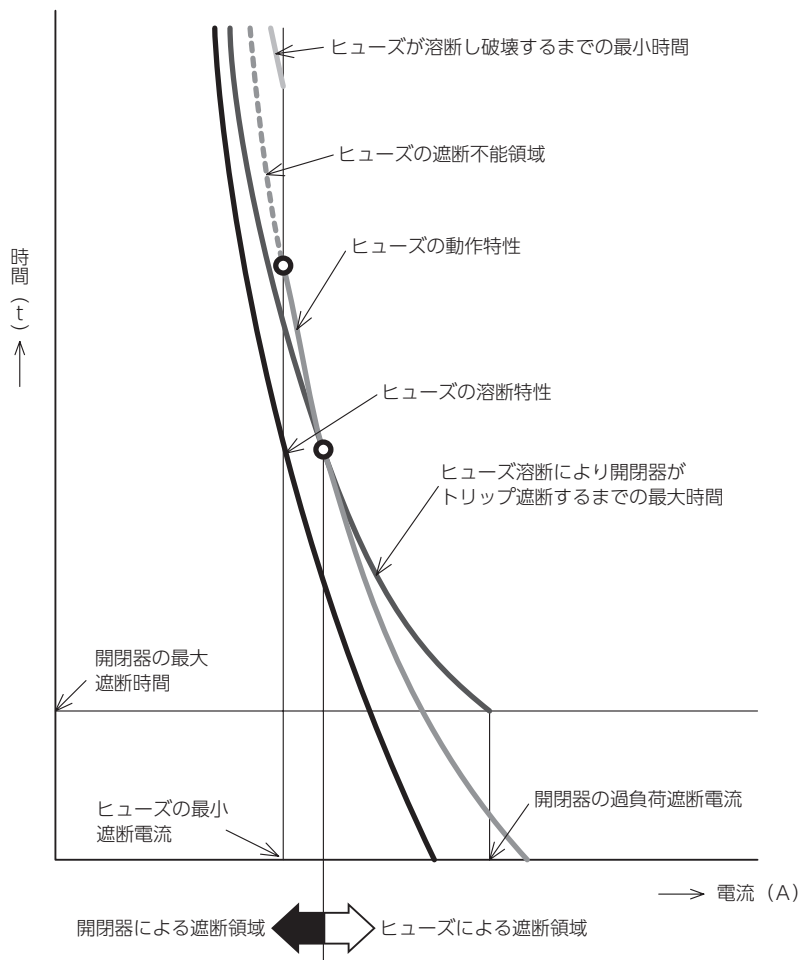 ヒューズが溶断し破壊するまでの最小時間
ヒューズの遮断不能領域
ヒューズの動作特性
時間（t）
ヒューズの溶断特性
ヒューズ溶断により開閉器が
トリップ遮断するまでの最大時間
開閉器の最大
遮断時間
開閉器の過負荷遮断電流
ヒューズの最小
遮断電流
電流（A）
開閉器による遮断領域
ヒューズによる遮断領域